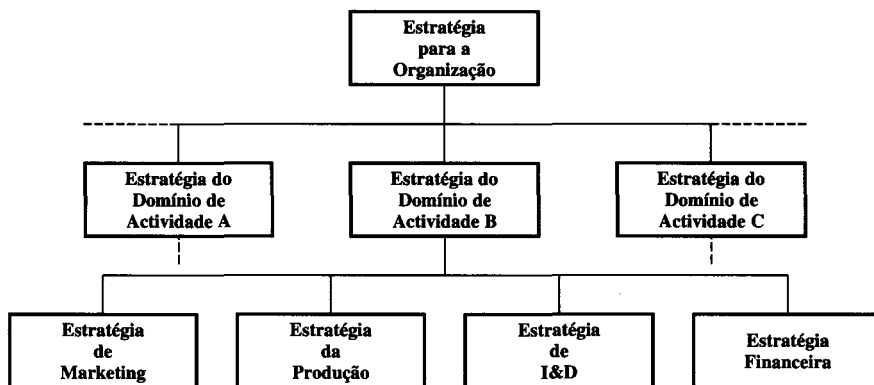 Estratégia
para a
Organização
Estratégia do
Domínio de
Actividade A
Estratégia do
Domínio de
Actividade B
Estratégia do
Domínio de
Actividade C
Estratégia
de
Marketing
Estratégia
da
Produção
Estratégia
de
I&D
Estratégia
Financeira